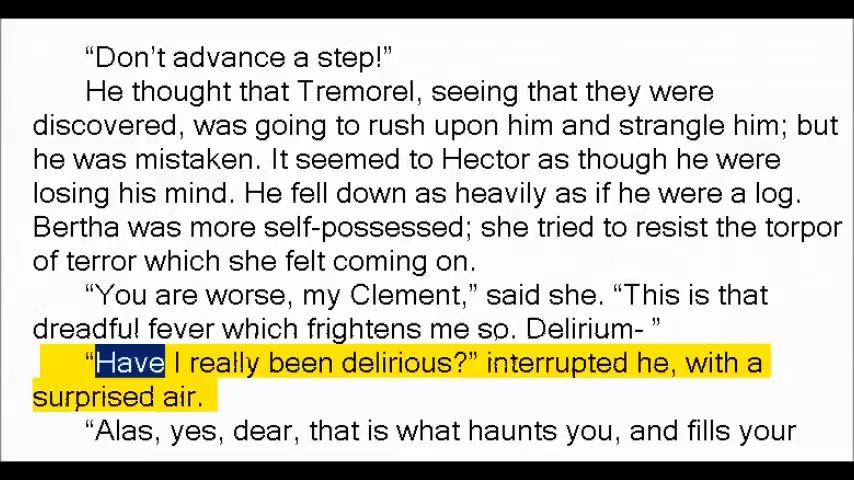 “Don’t advance a step!”
He thought that Tremorel, seeing that they were
discovered, was going to rush upon him and strangle him; but
he was mistaken. It seemed to Hector as though he were
losing his mind. He fell down as heavily as if he were a log.
Bertha was more self-possessed; she tried to resist the torpor
of terror which she felt coming on.
“You are worse, my Clement,” said she. “This is that
dreadful fever which frightens me so. Delirium- ”
“Have I really been delirious?” interrupted he, with a
surprised air.
“Alas, yes, dear, that is what haunts you, and fills your